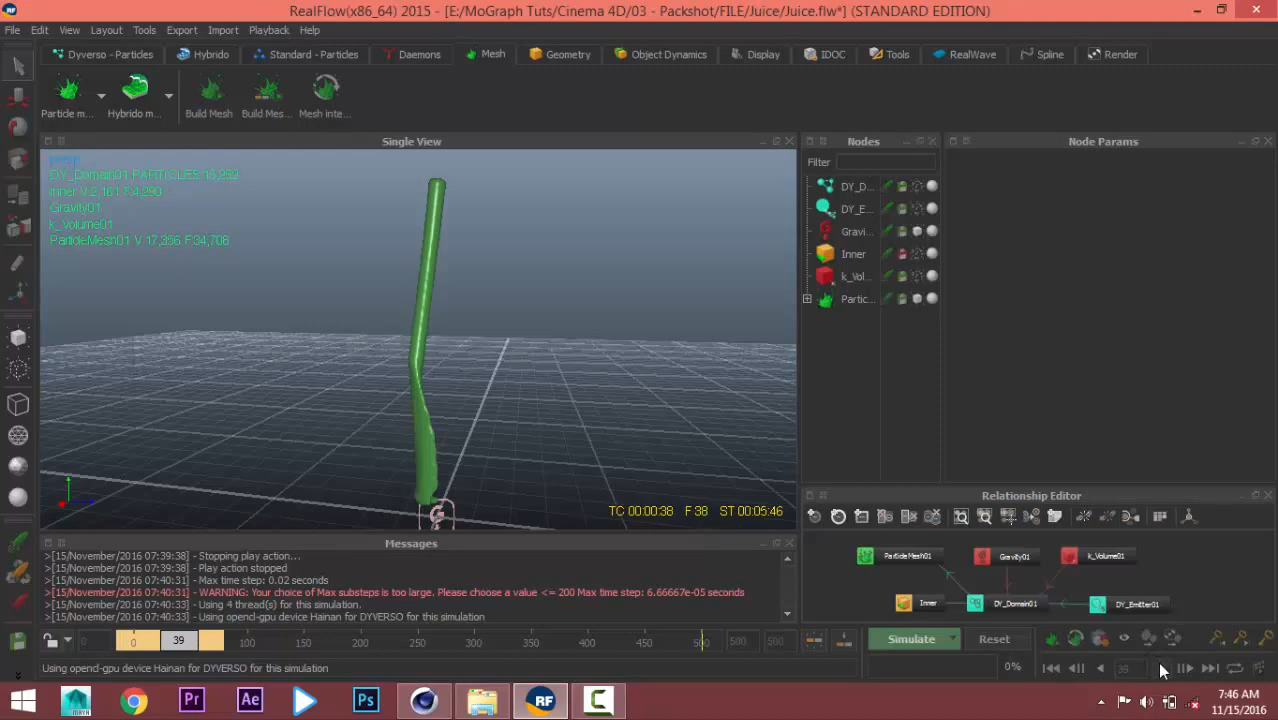 RealFlow(x86_64) 2015 - [E:/MoGraph Tuts/Cinema 4D/03 - Packshot/FILE/Juice/Juice.flw*] (STANDARD EDITION)
File Edit View Layout Tools Export Import Playback Help
Dyverso - Particles Hybrido Standard - Particles Daemons Mesh Geometry Object Dynamics Display IDOC Tools RealWave Spline Render
Particle m... Hybrido m... Build Mesh Build Mes... Mesh inte...
Single View
Nodes
Node Params
Filter
DY_Domain01 PARTICLES 15,252
Inner V:2,161 F:4,290
Gravity01
k_Volume01
ParticleMesh01 V 17,356 F:34,708
DY_D...
DY_E...
Gravi...
Inner
k_Vol...
Partic...
TC 00:00:38 F 38 ST 00:05:46
Relationship Editor
ParticleMesh01 Gravity01 k_Volume01
Inner DY_Domain01 DY_Emitter01
Messages
>[15/November/2016 07:39:38] - Stopping play action...
>[15/November/2016 07:39:38] - Play action stopped
>[15/November/2016 07:40:31] - Max time step: 0.02 seconds
>[15/November/2016 07:40:31] - WARNING: Your choice of Max substeps is too large. Please choose a value <= 200 Max time step: 6.66667e-05 seconds
>[15/November/2016 07:40:33] - Using 4 thread(s) for this simulation.
>[15/November/2016 07:40:33] - Using opencl-gpu device Hainan for DYVERSO for this simulation
0 0 39 100 150 200 250 300 350 400 450 500 500 500
Simulate Reset
Using opencl-gpu device Hainan for DYVERSO for this simulation
0%
Pr Ae Ps RF C
7:46 AM
11/15/2016